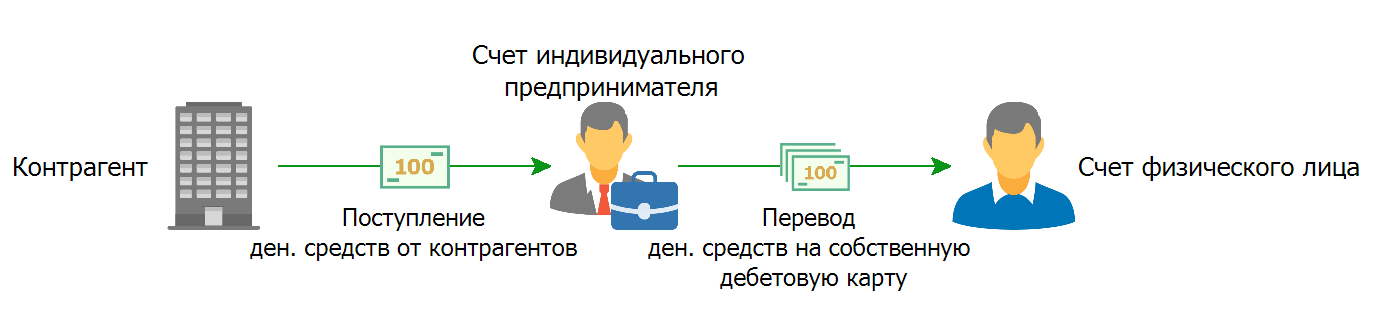 Счет индивидуального
предпринимателя
Контрагент
100
100
Счет физического лица
Поступление
ден. средств от контрагентов
Перевод
ден. средств на собственную
дебетовую карту